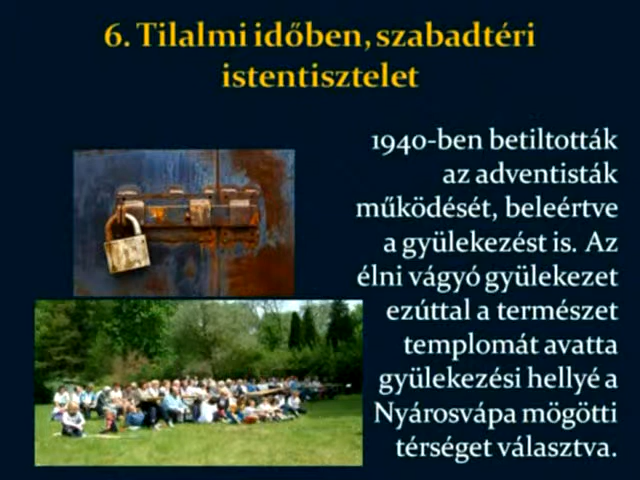 6. Tilalmi időben, szabadtéri
istentisztelet
1940-ben betiltották
az adventisták
működését, beleértve
a gyülekezést is. Az
élni vágyó gyülekezet
ezúttal a természet
templomát avatta
gyülekezési hellyé a
Nyárosvápa mögötti
térséget választva.